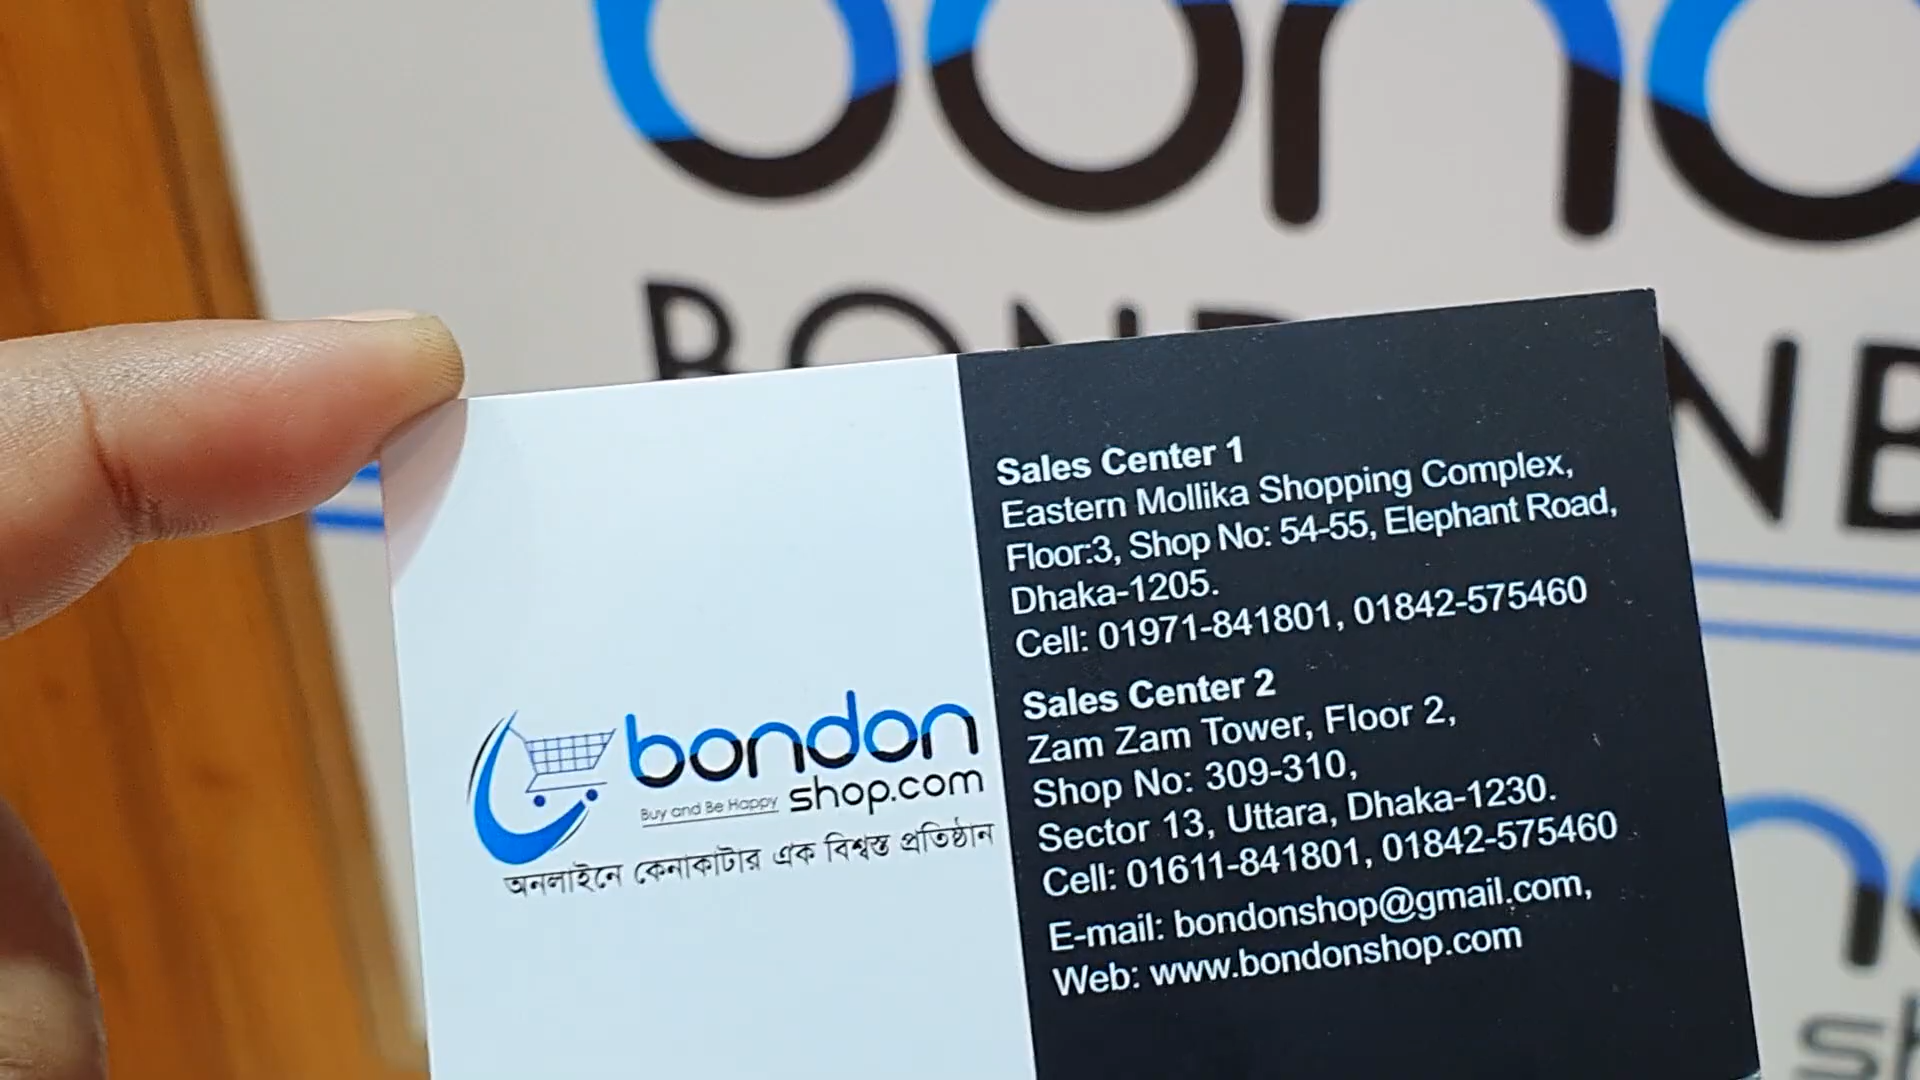 bondon
shop.com
Buy and Be Happy
অনলাইনে কেনাকাটার এক বিশ্বস্ত প্রতিষ্ঠান
Sales Center 1
Eastern Mollika Shopping Complex,
Floor:3, Shop No: 54-55, Elephant Road,
Dhaka-1205.
Cell: 01971-841801, 01842-575460
Sales Center 2
Zam Zam Tower, Floor 2,
Shop No: 309-310,
Sector 13, Uttara, Dhaka-1230.
Cell: 01611-841801, 01842-575460
E-mail: bondonshop@gmail.com,
Web: www.bondonshop.com